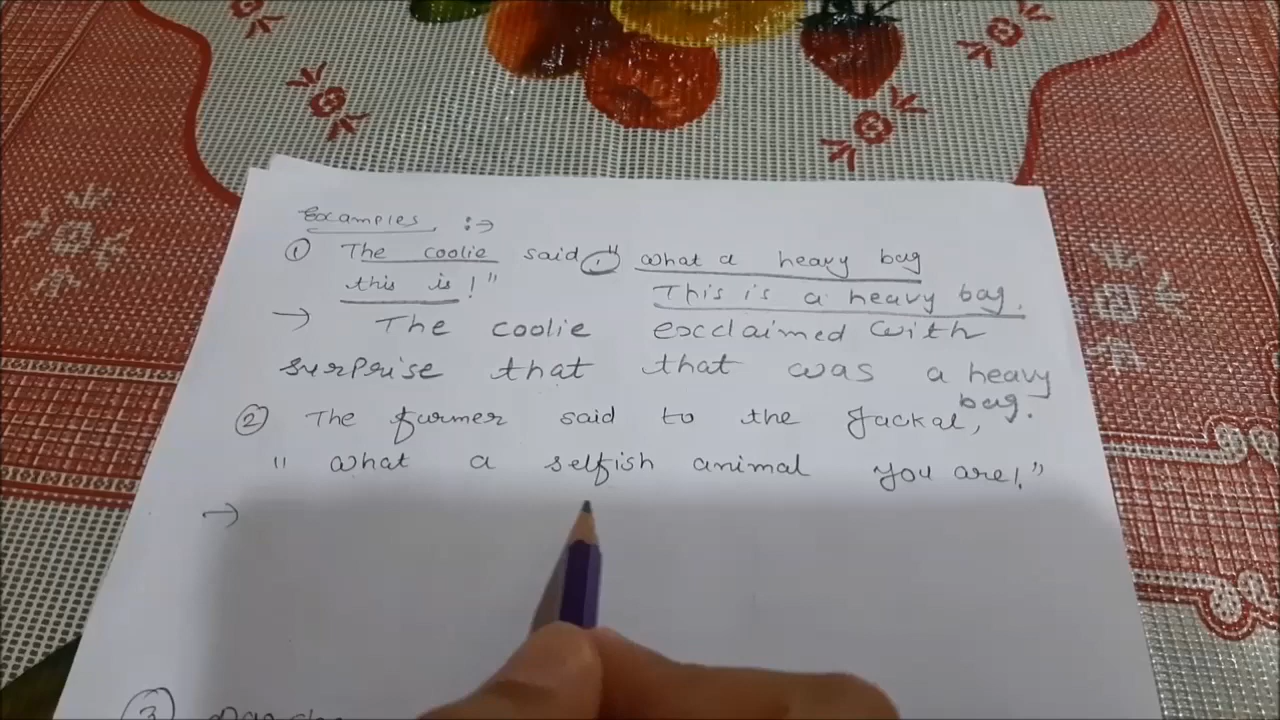 Examples :→
① The coolie said, "what a heavy bag
this is!" This is a heavy bag.
→ The coolie exclaimed with
surprise that that was a heavy
bag.
② The farmer said to the Jackal,
" what a selfish animal you are!."
→
③